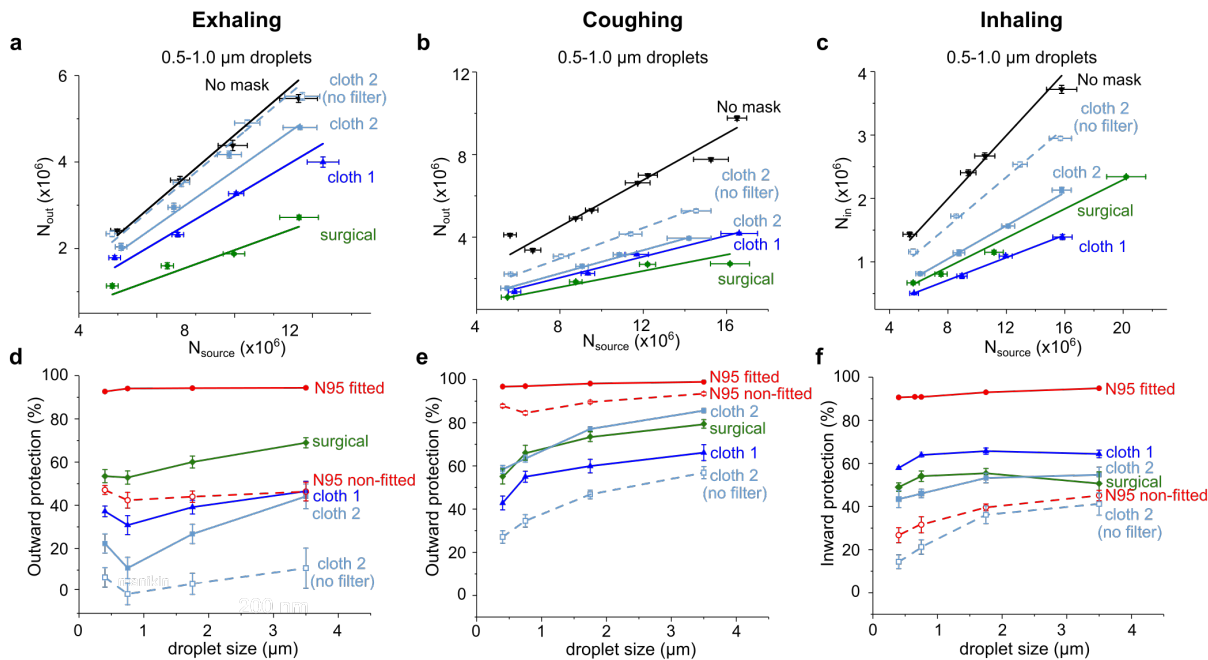 Exhaling
Coughing
Inhaling
a
0.5-1.0 µm droplets
6
4
2
N_out (x10^6)
No mask
cloth 2
(no filter)
cloth 2
cloth 1
surgical
4
6
8
10
12
N_source (x10^6)
b
0.5-1.0 µm droplets
12
8
4
0
N_out (x10^6)
No mask
cloth 2
(no filter)
cloth 2
cloth 1
surgical
4
8
12
16
N_source (x10^6)
c
0.5-1.0 µm droplets
4
3
2
1
0
N_in (x10^6)
No mask
cloth 2
(no filter)
cloth 2
surgical
cloth 1
4
8
12
16
20
N_source (x10^6)
d
100
80
60
40
20
0
Outward protection (%)
N95 fitted
surgical
N95 non-fitted
cloth 1
cloth 2
cloth 2
(no filter)
manikin
200 nm
0
1
2
3
4
droplet size (µm)
e
100
80
60
40
20
0
Outward protection (%)
N95 fitted
N95 non-fitted
cloth 2
surgical
cloth 1
cloth 2
(no filter)
0
1
2
3
4
droplet size (µm)
f
100
80
60
40
20
0
Inward protection (%)
N95 fitted
cloth 1
cloth 2
surgical
N95 non-fitted
cloth 2
(no filter)
0
1
2
3
4
droplet size (µm)